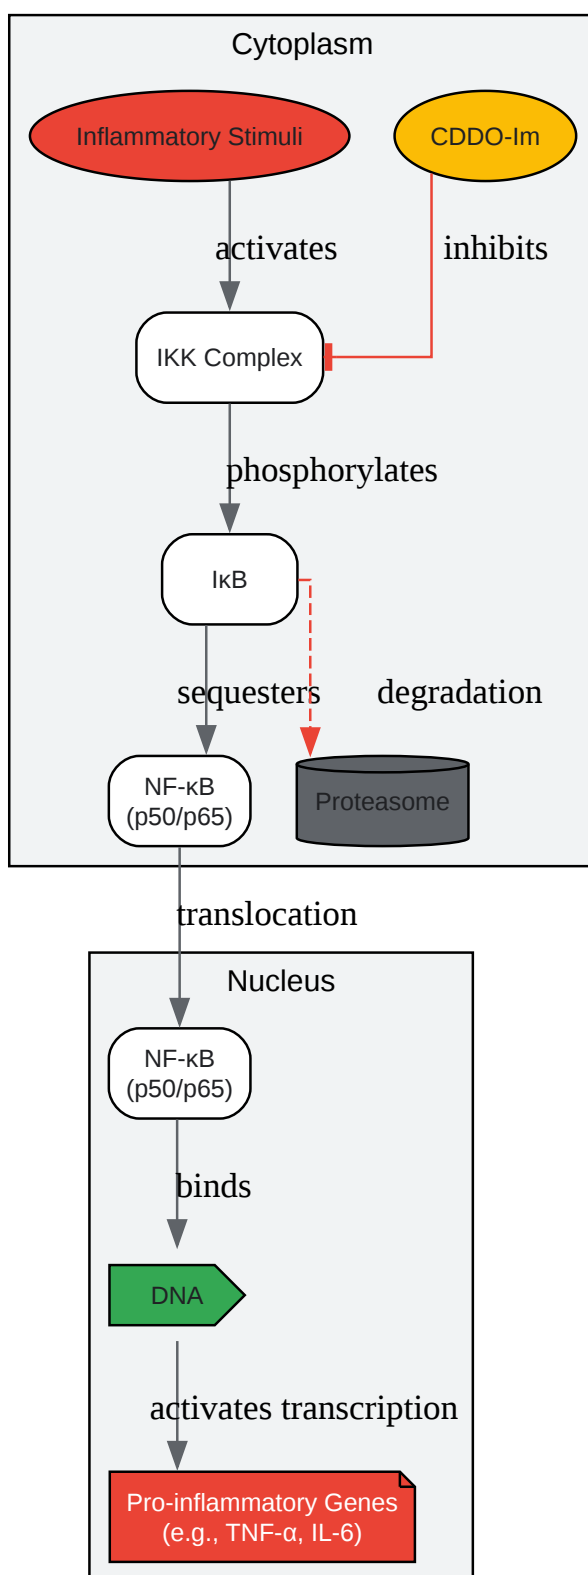 Cytoplasm
Inflammatory Stimuli
CDDO-Im
activates
inhibits
IKK Complex
phosphorylates
IκB
sequesters
degradation
NF-κB
(p50/p65)
Proteasome
translocation
Nucleus
NF-κB
(p50/p65)
binds
DNA
activates transcription
Pro-inflammatory Genes
(e.g., TNF-α, IL-6)